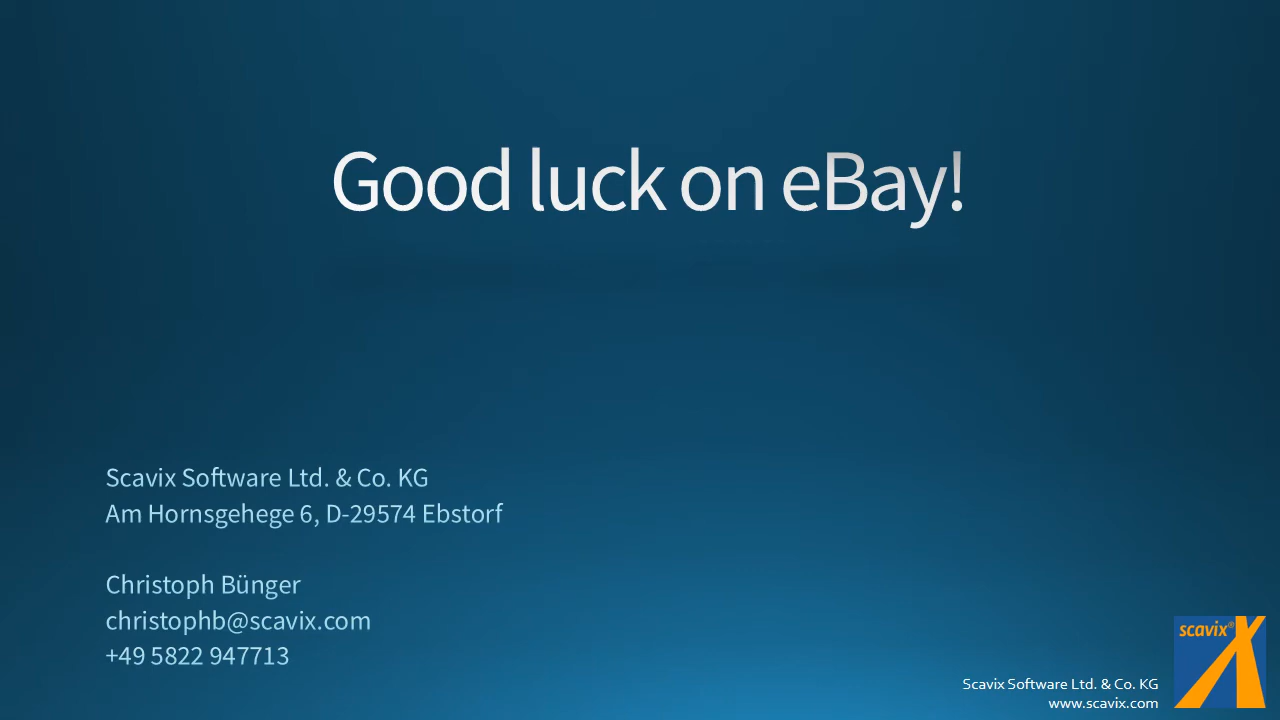 Good luck on eBay!
Scavix Software Ltd. & Co. KG
Am Hornsgehege 6, D-29574 Ebstorf
Christoph Bünger
christophb@scavix.com
+49 5822 947713
scavix®
Scavix Software Ltd. & Co. KG
www.scavix.com